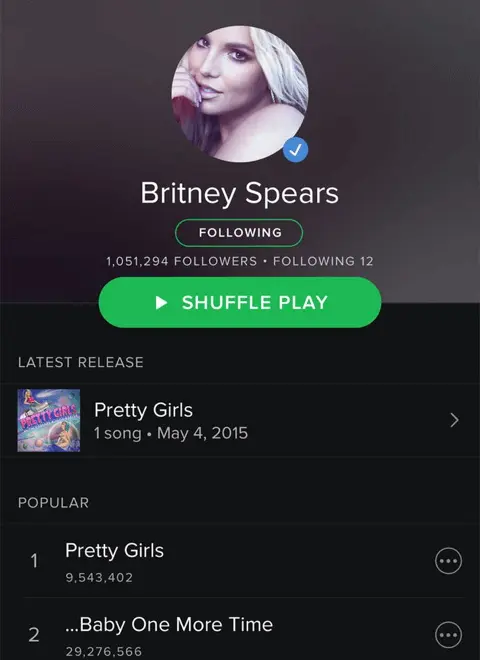 Britney Spears
FOLLOWING
1,051,294 FOLLOWERS • FOLLOWING 12
SHUFFLE PLAY
LATEST RELEASE
PRETTY GIRLS
Pretty Girls
1 song • May 4, 2015
POPULAR
1
Pretty Girls
9,543,402
2
...Baby One More Time
29,276,566